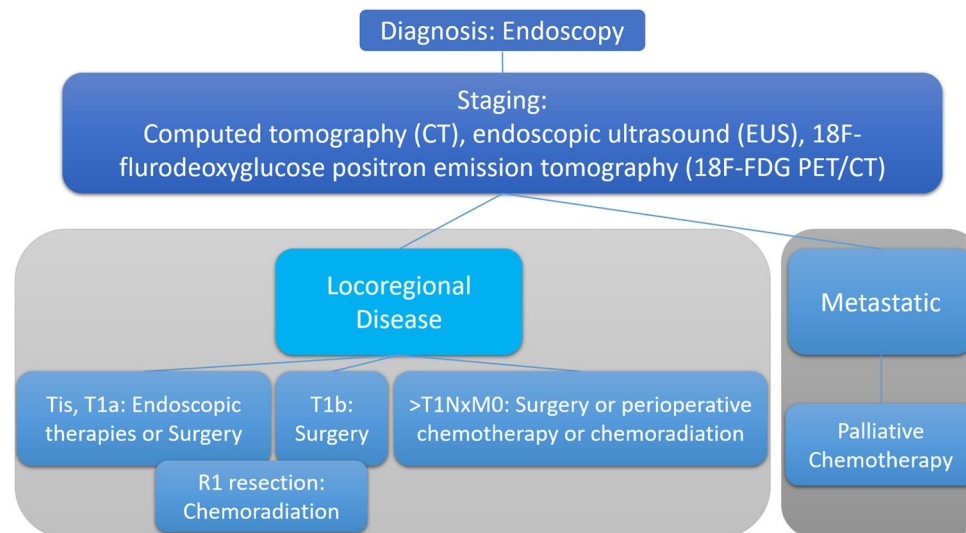 Diagnosis: Endoscopy
Staging:
Computed tomography (CT), endoscopic ultrasound (EUS), 18F-
flurodeoxyglucose positron emission tomography (18F-FDG PET/CT)
Locoregional
Disease
Metastatic
Tis, T1a: Endoscopic
therapies or Surgery
T1b:
Surgery
>T1NxM0: Surgery or perioperative
chemotherapy or chemoradiation
Palliative
Chemotherapy
R1 resection:
Chemoradiation